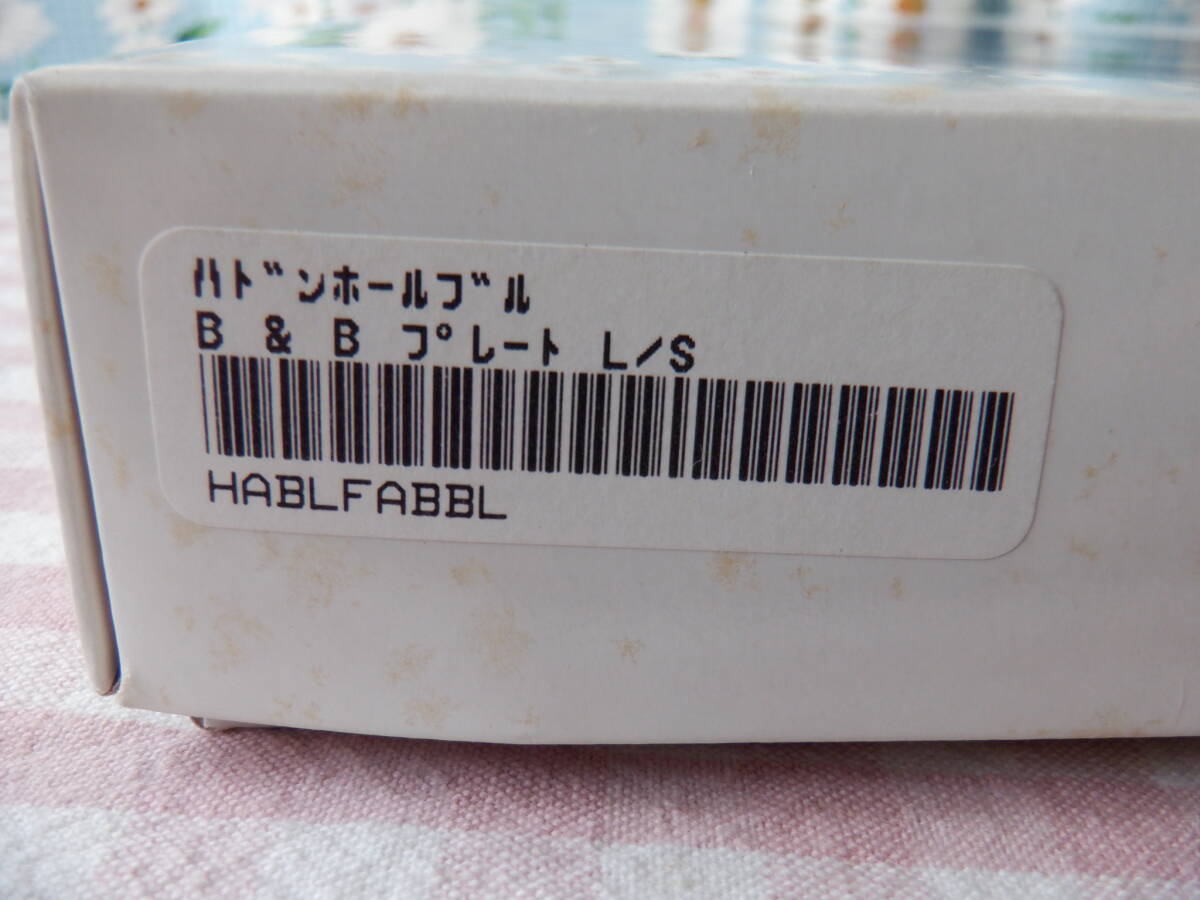 ﾊﾄﾞﾝﾎｰﾙﾌﾞﾙ
B & B ﾌﾟﾚｰﾄ L/S
HABLFABBL